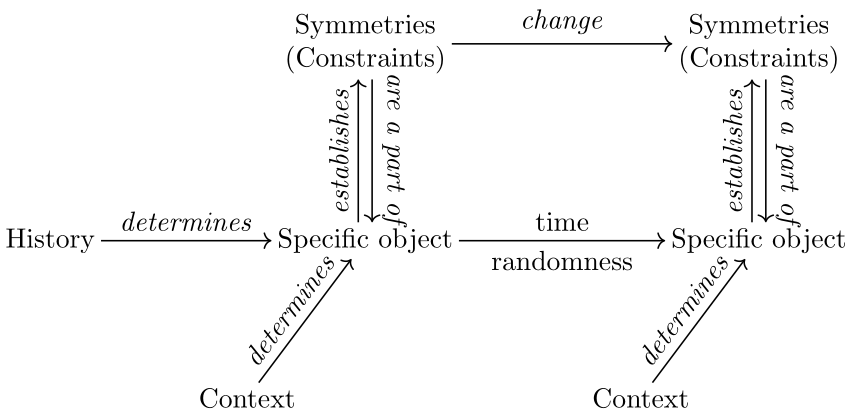 Symmetries
(Constraints)
change
Symmetries
(Constraints)
establishes
are a part of
establishes
are a part of
History
determines
Specific object
time
randomness
Specific object
determines
determines
Context
Context